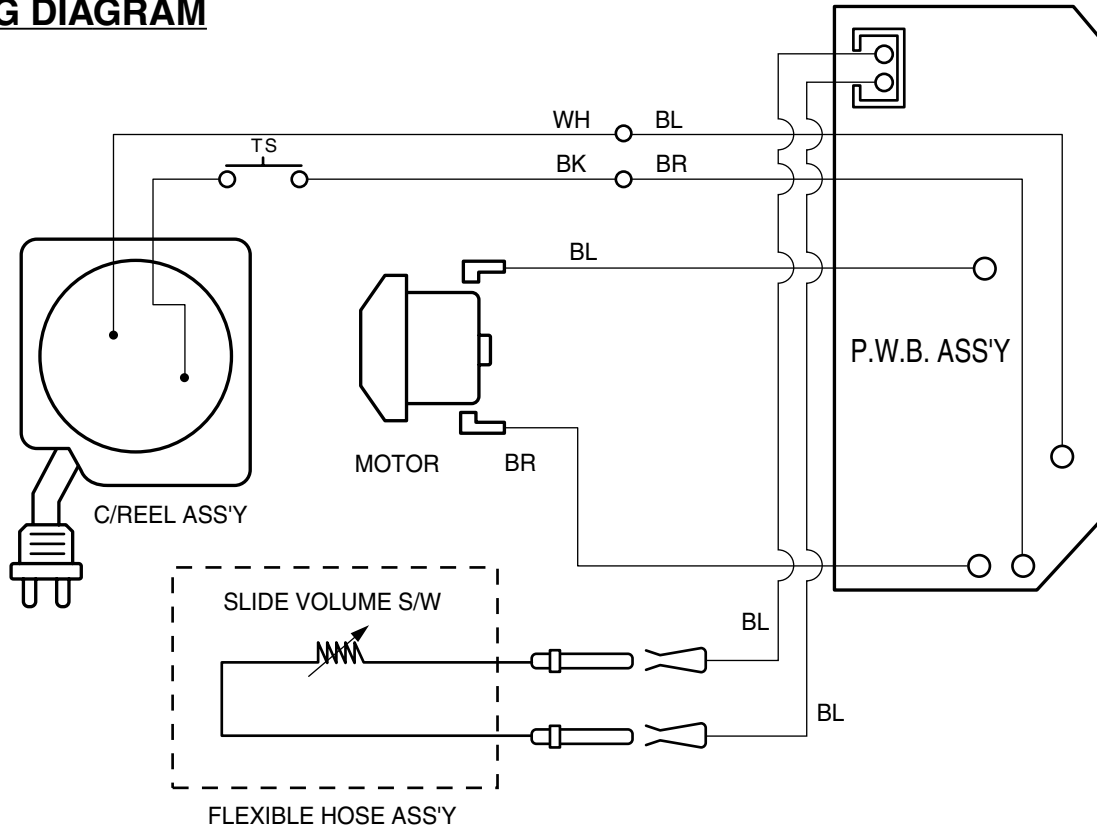 G DIAGRAM
WH BL
TS
BK BR
BL
P.W.B. ASS'Y
MOTOR BR
C/REEL ASS'Y
SLIDE VOLUME S/W
BL
BL
FLEXIBLE HOSE ASS'Y